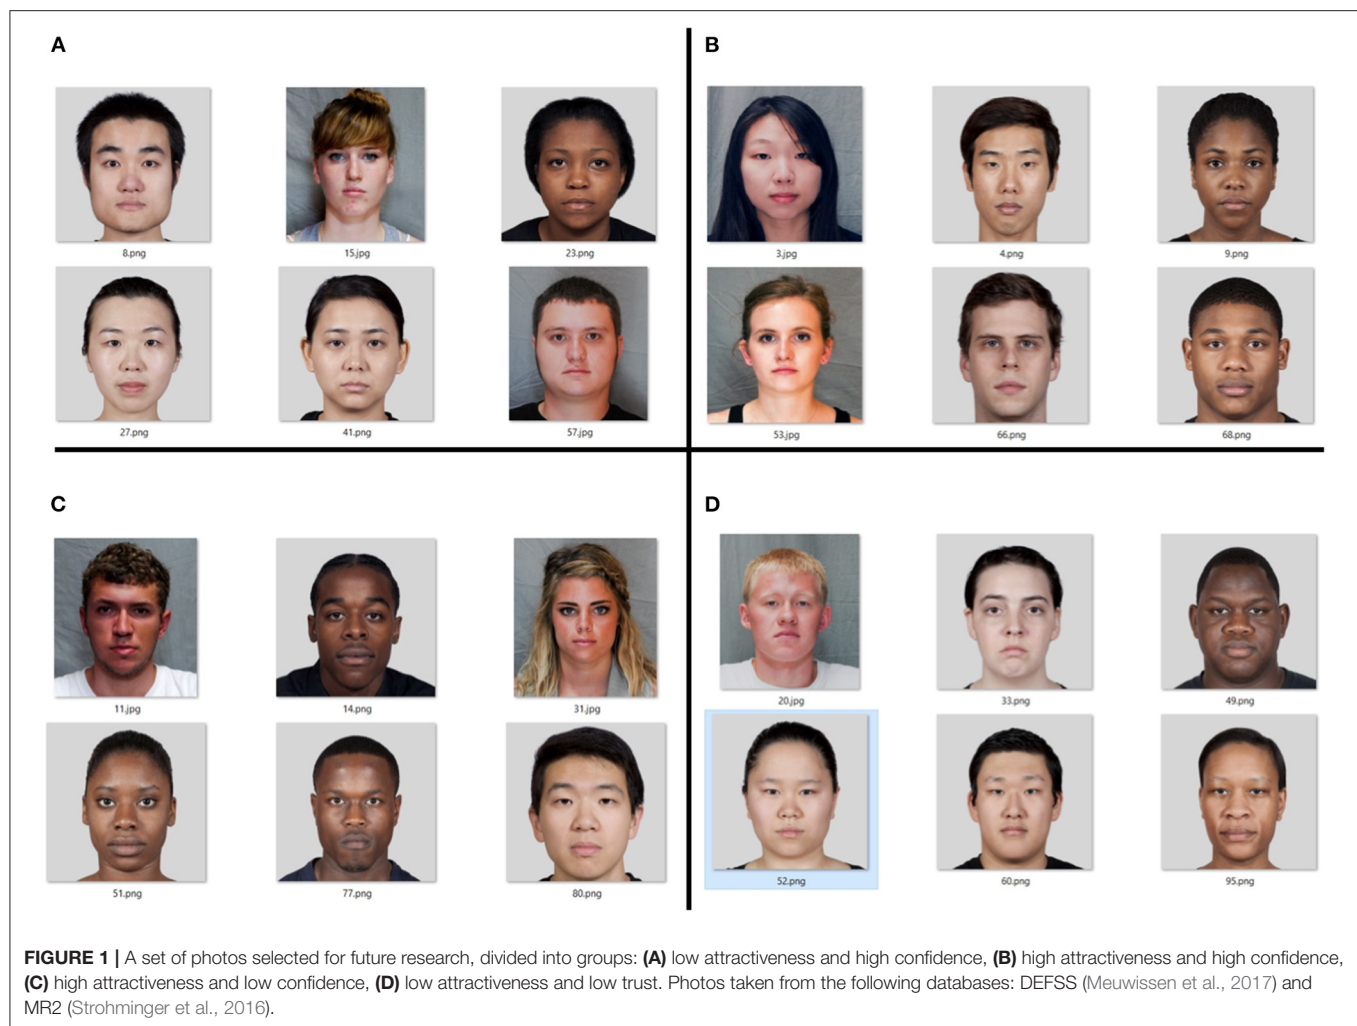 A
B
8.png
15.jpg
23.png
3.jpg
4.png
9.png
27.png
41.png
57.jpg
53.jpg
66.png
68.png
C
D
11.jpg
14.png
31.jpg
20.jpg
33.png
49.png
51.png
77.png
80.png
52.png
60.png
95.png
FIGURE 1 | A set of photos selected for future research, divided into groups: (A) low attractiveness and high confidence, (B) high attractiveness and high confidence,
(C) high attractiveness and low confidence, (D) low attractiveness and low trust. Photos taken from the following databases: DEFSS (Meuwissen et al., 2017) and
MR2 (Strohminger et al., 2016).